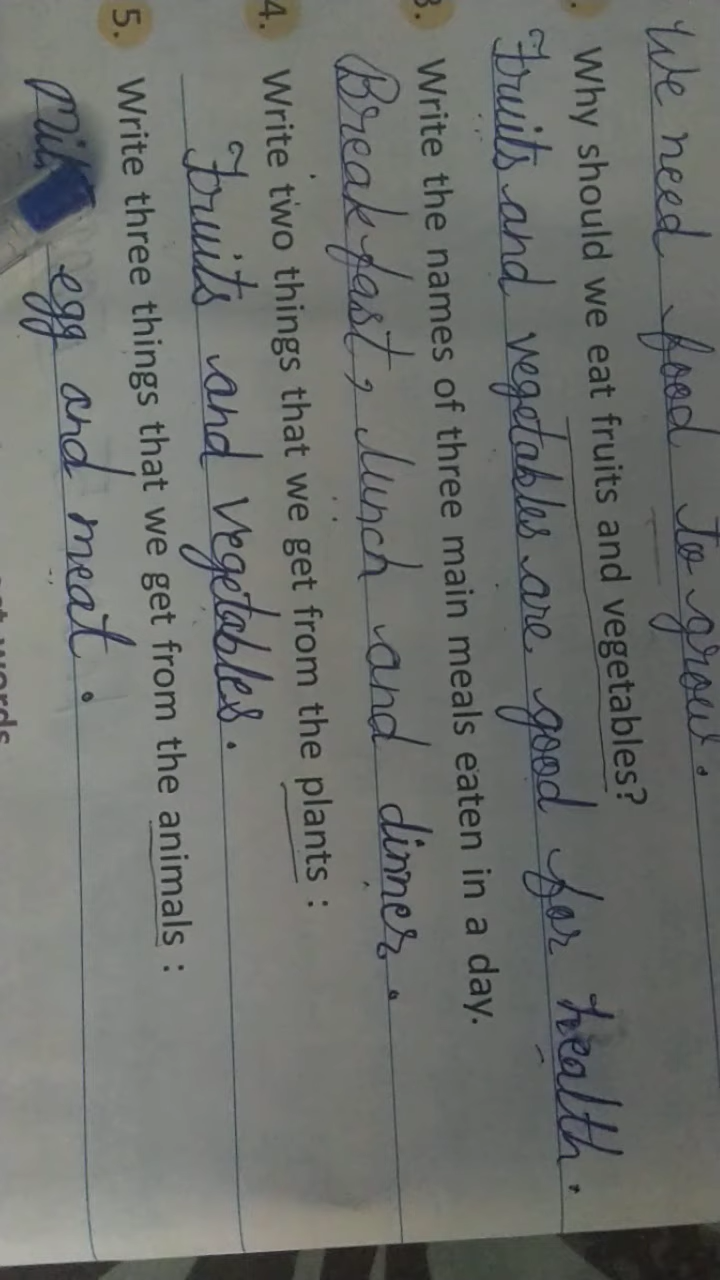 We need food to grow.
. Why should we eat fruits and vegetables?
Fruits and vegetables are good for health.
3. Write the names of three main meals eaten in a day.
Breakfast, lunch and dinner.
4. Write two things that we get from the plants :
Fruits and vegetables.
5. Write three things that we get from the animals :
egg and meat.
words